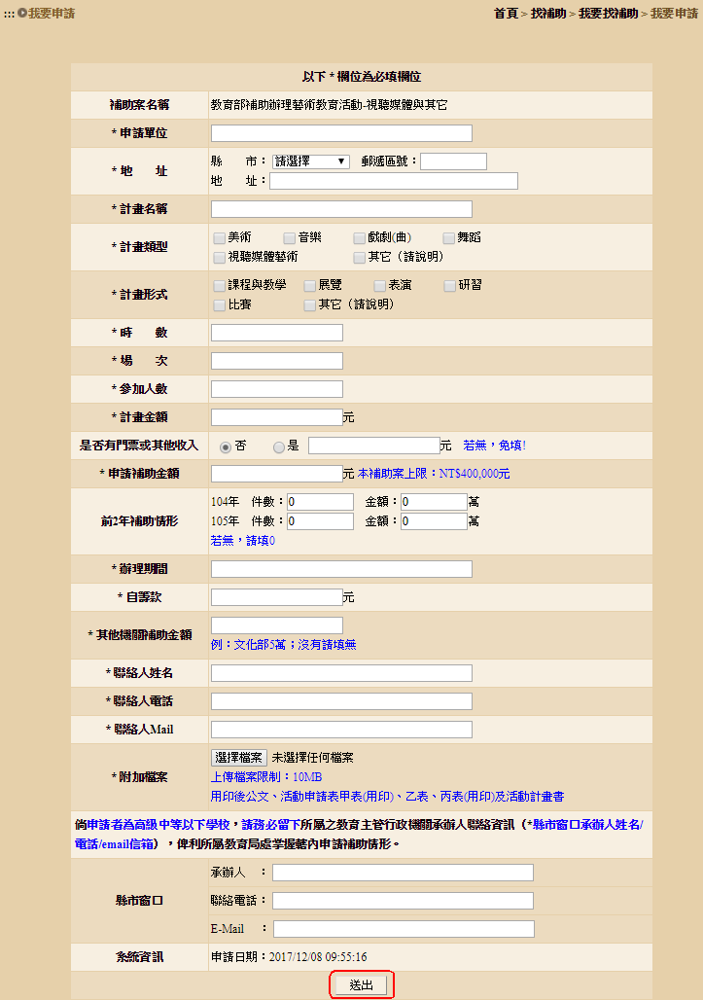 ::: 我要申請 首頁 > 找補助 > 我要找補助 > 我要申請
以下 * 欄位為必填欄位
補助案名稱 教育部補助辦理藝術教育活動-視聽媒體與其它
* 申請單位
* 地 址 縣 市： 請選擇 郵遞區號：
地 址：
* 計畫名稱
* 計畫類型 美術 音樂 戲劇(曲) 舞蹈
視聽媒體藝術 其它（請說明）
* 計畫形式 課程與教學 展覽 表演 研習
比賽 其它（請說明）
* 時 數
* 場 次
* 參加人數
* 計畫金額 元
是否有門票或其他收入 否 是 元 若無，免填!
* 申請補助金額 元 本補助案上限：NT$400,000元
前2年補助情形 104年 件數：0 金額：0 萬
105年 件數：0 金額：0 萬
若無，請填0
* 辦理期間
* 自籌款 元
* 其他機關補助金額
例：文化部5萬；沒有請填無
* 聯絡人姓名
* 聯絡人電話
* 聯絡人Mail
* 附加檔案 選擇檔案 未選擇任何檔案
上傳檔案限制：10MB
用印後公文、活動申請表甲表(用印)、乙表、丙表(用印)及活動計畫書
倘申請者為高級中等以下學校，請務必留下所屬之教育主管行政機關承辦人聯絡資訊（*縣市窗口承辦人姓名/
電話/email信箱），俾利所屬教育局處掌握轄內申請補助情形。
縣市窗口 承辦人 ：
聯絡電話：
E-Mail ：
系統資訊 申請日期：2017/12/08 09:55:16
送出